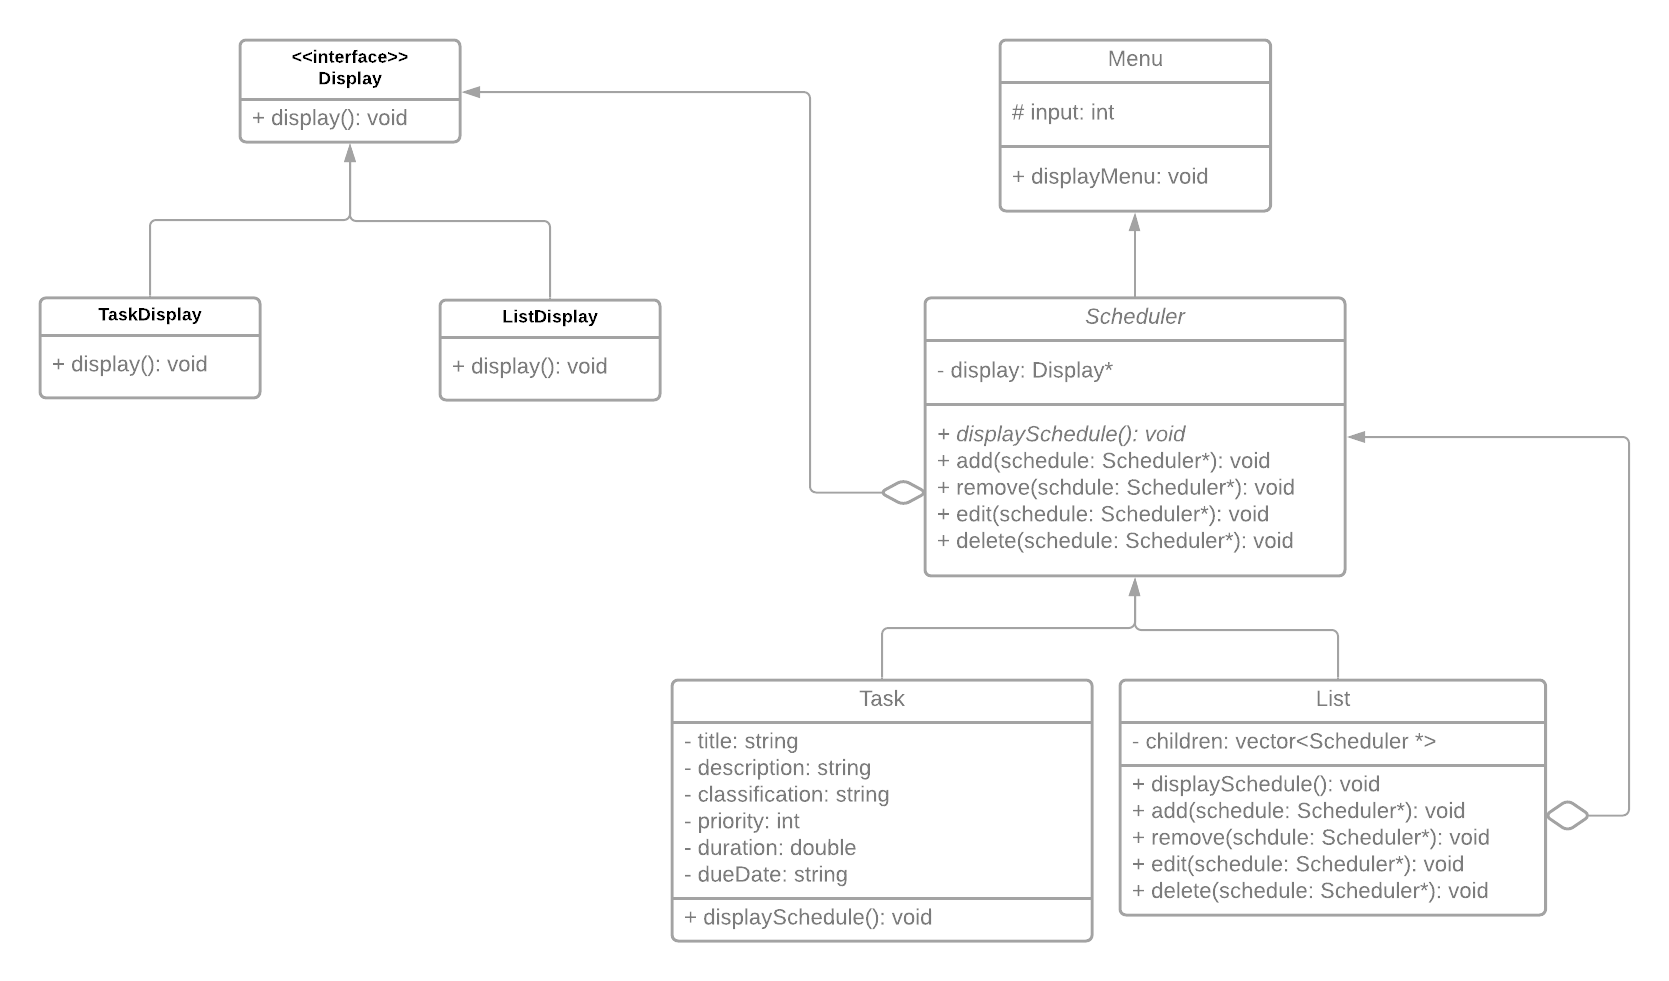 <<interface>>
Display
+ display(): void
TaskDisplay
+ display(): void
ListDisplay
+ display(): void
Menu
# input: int
+ displayMenu: void
Scheduler
- display: Display*
+ displaySchedule(): void
+ add(schedule: Scheduler*): void
+ remove(schdule: Scheduler*): void
+ edit(schedule: Scheduler*): void
+ delete(schedule: Scheduler*): void
Task
- title: string
- description: string
- classification: string
- priority: int
- duration: double
- dueDate: string
+ displaySchedule(): void
List
- children: vector<Scheduler *>
+ displaySchedule(): void
+ add(schedule: Scheduler*): void
+ remove(schdule: Scheduler*): void
+ edit(schedule: Scheduler*): void
+ delete(schedule: Scheduler*): void